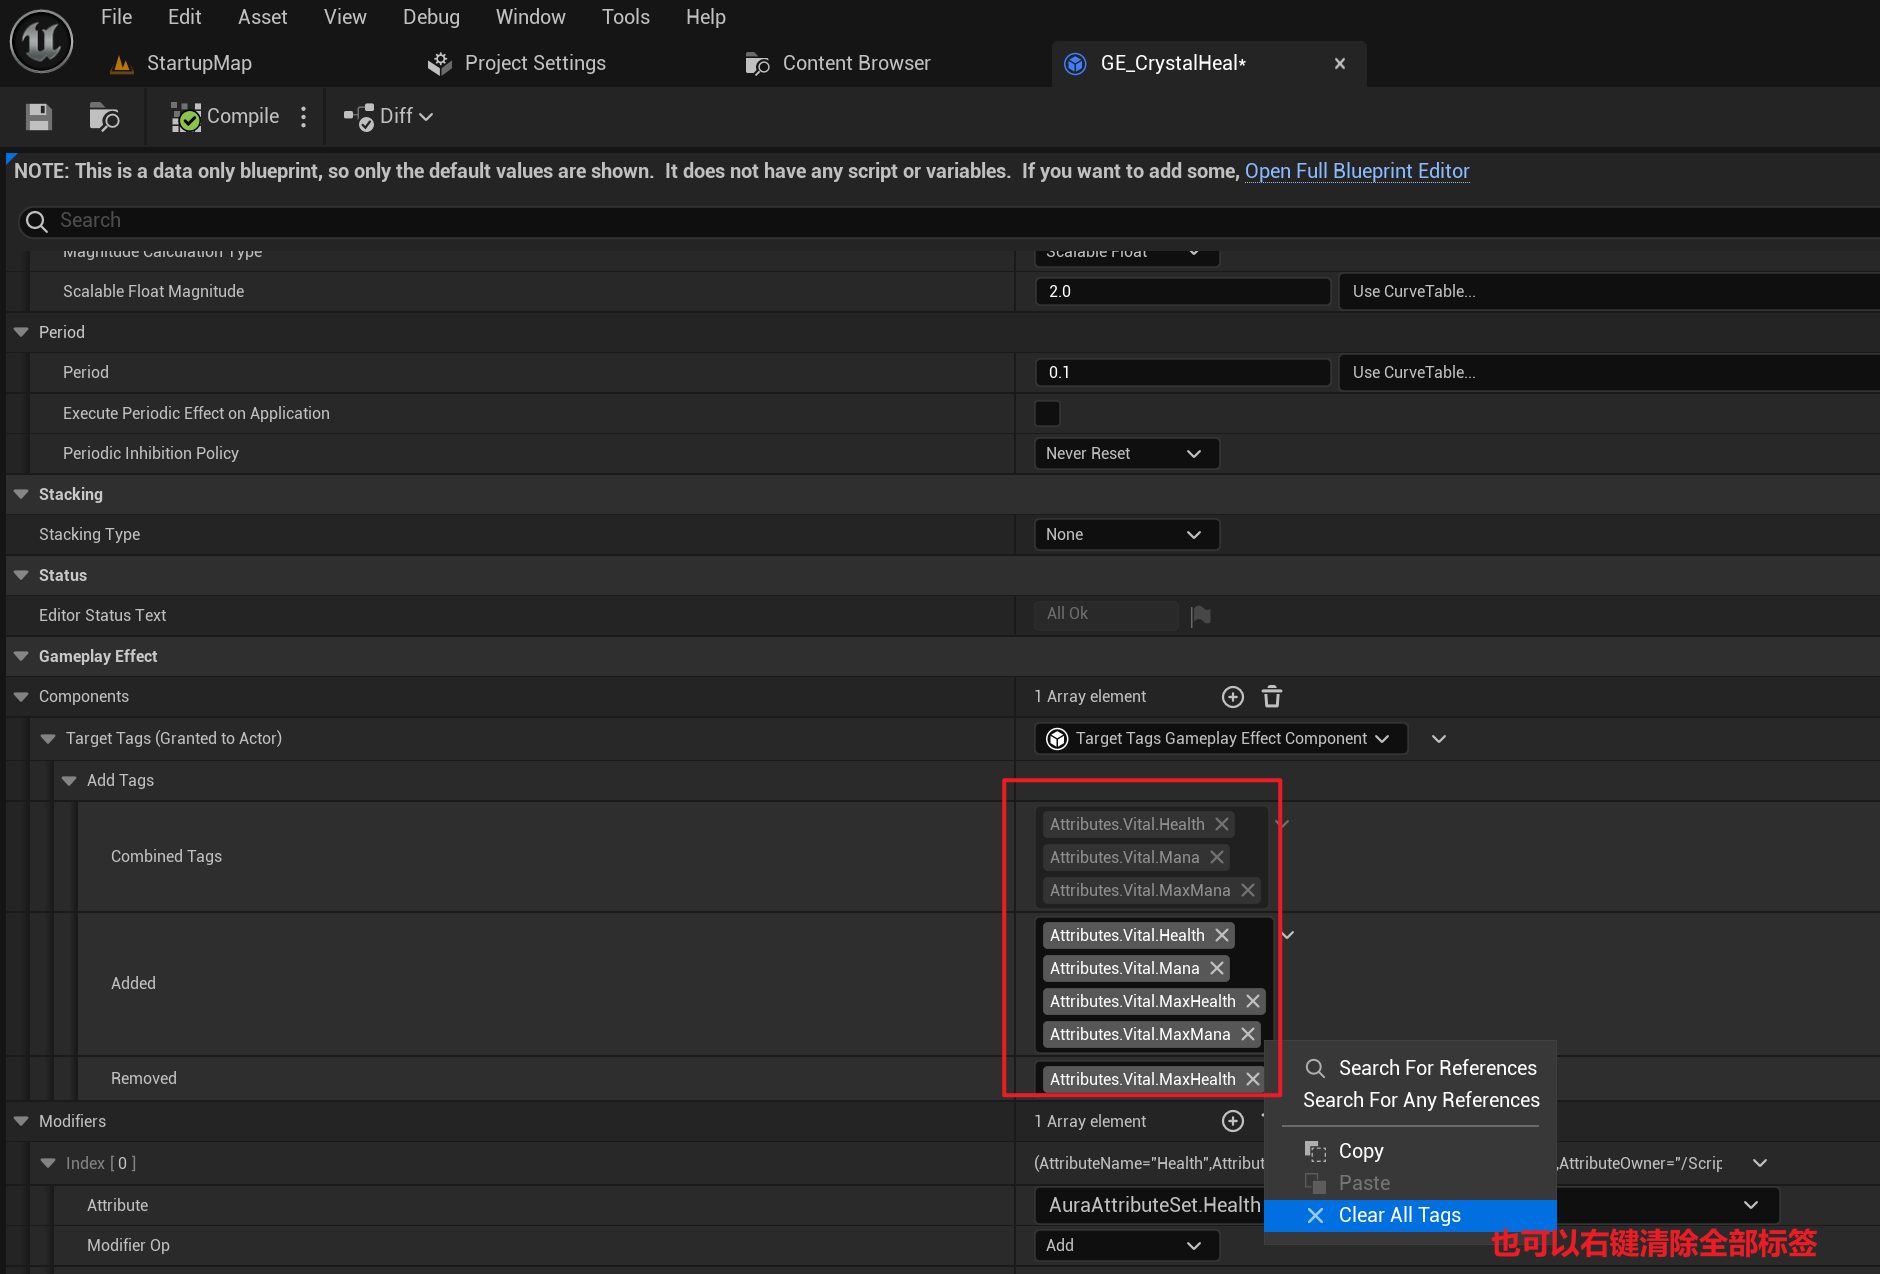 File Edit Asset View Debug Window Tools Help
StartupMap Project Settings Content Browser GE_CrystalHeal*
Compile Diff
NOTE: This is a data only blueprint, so only the default values are shown.  It does not have any script or variables.  If you want to add some, Open Full Blueprint Editor
Search
Magnitude Calculation Type Scalable Float
Scalable Float Magnitude 2.0 Use CurveTable...
Period
Period 0.1 Use CurveTable...
Execute Periodic Effect on Application
Periodic Inhibition Policy Never Reset
Stacking
Stacking Type None
Status
Editor Status Text All Ok
Gameplay Effect
Components 1 Array element
Target Tags (Granted to Actor) Target Tags Gameplay Effect Component
Add Tags
Combined Tags
Attributes.Vital.Health
Attributes.Vital.Mana
Attributes.Vital.MaxMana
Added
Attributes.Vital.Health
Attributes.Vital.Mana
Attributes.Vital.MaxHealth
Attributes.Vital.MaxMana
Removed Attributes.Vital.MaxHealth
Search For References
Search For Any References
Copy
Paste
Clear All Tags
Modifiers 1 Array element
Index [ 0 ] (AttributeName="Health",Attribut ,AttributeOwner="/Scrip
Attribute AuraAttributeSet.Health
Modifier Op Add
也可以右键清除全部标签